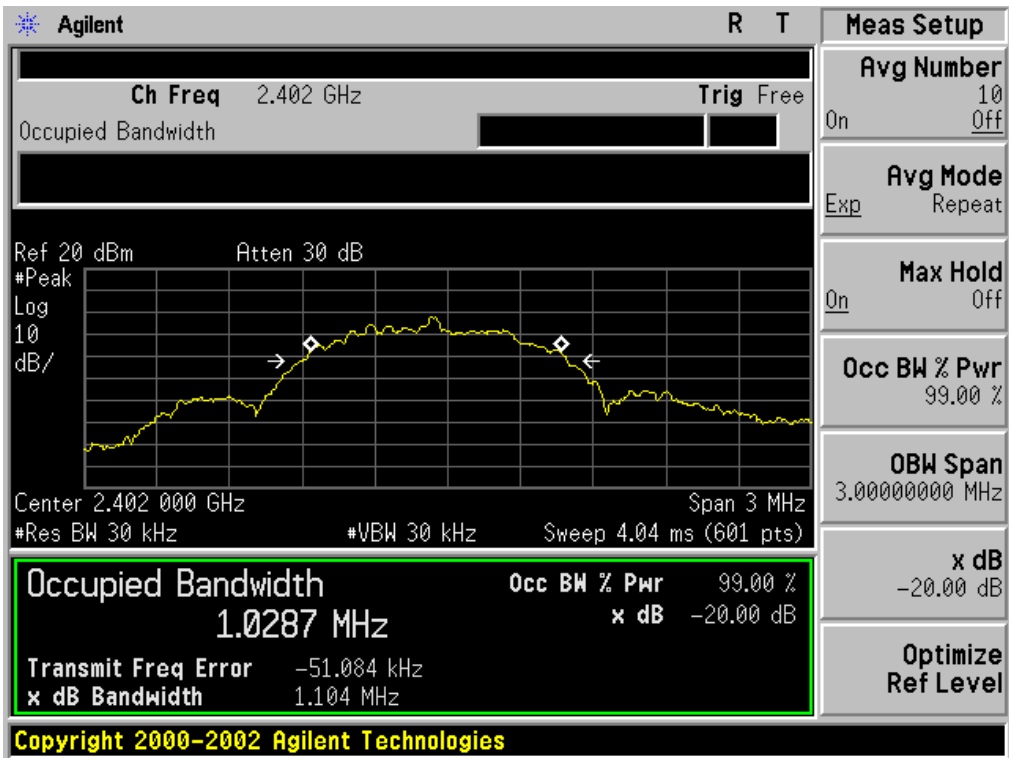 Agilent R T
Ch Freq 2.402 GHz Trig Free
Occupied Bandwidth
Ref 20 dBm Atten 30 dB
#Peak
Log
10
dB/
Center 2.402 000 GHz Span 3 MHz
#Res BW 30 kHz #VBW 30 kHz Sweep 4.04 ms (601 pts)
Occupied Bandwidth
1.0287 MHz
Occ BW % Pwr 99.00 %
x dB -20.00 dB
Transmit Freq Error -51.084 kHz
x dB Bandwidth 1.104 MHz
Copyright 2000-2002 Agilent Technologies
Meas Setup
Avg Number
10
On Off
Avg Mode
Exp Repeat
Max Hold
On Off
Occ BW % Pwr
99.00 %
OBW Span
3.00000000 MHz
x dB
-20.00 dB
Optimize
Ref Level